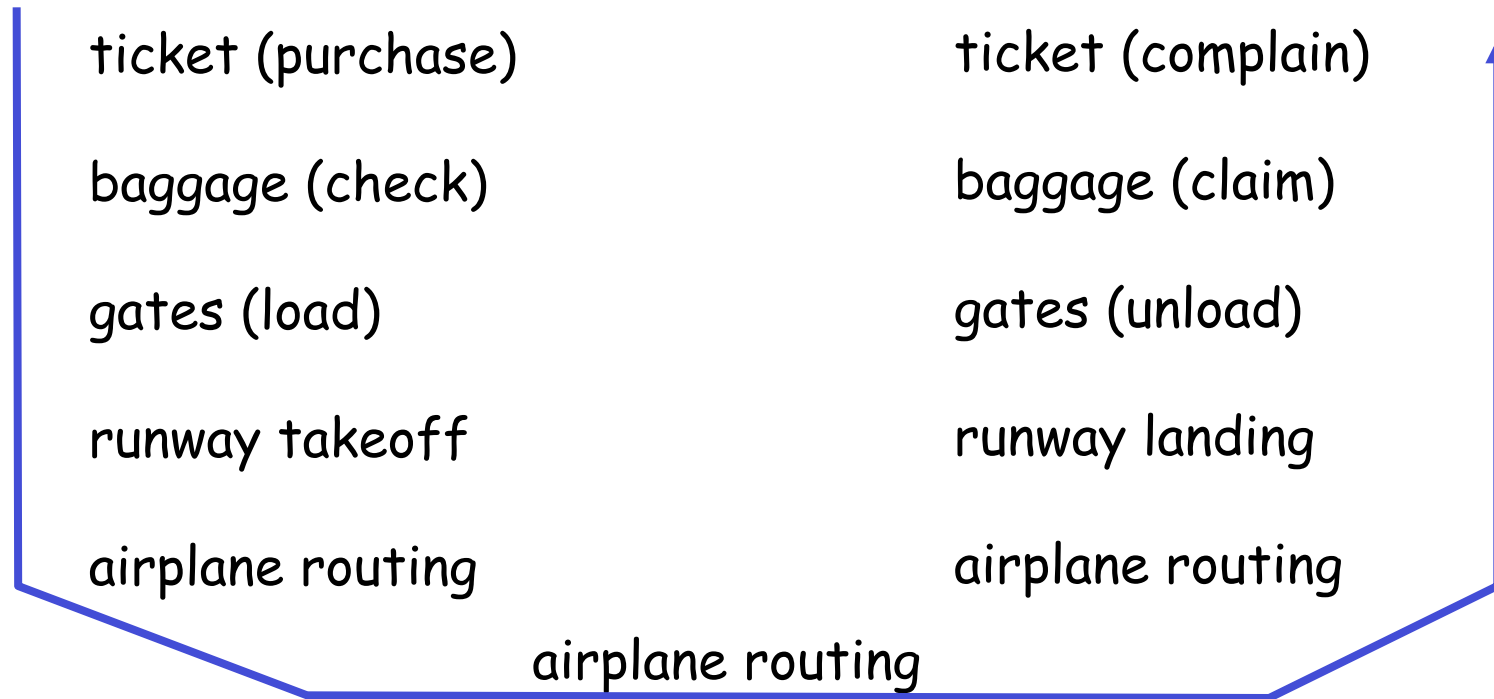 ticket (purchase)
baggage (check)
gates (load)
runway takeoff
airplane routing
airplane routing
ticket (complain)
baggage (claim)
gates (unload)
runway landing
airplane routing